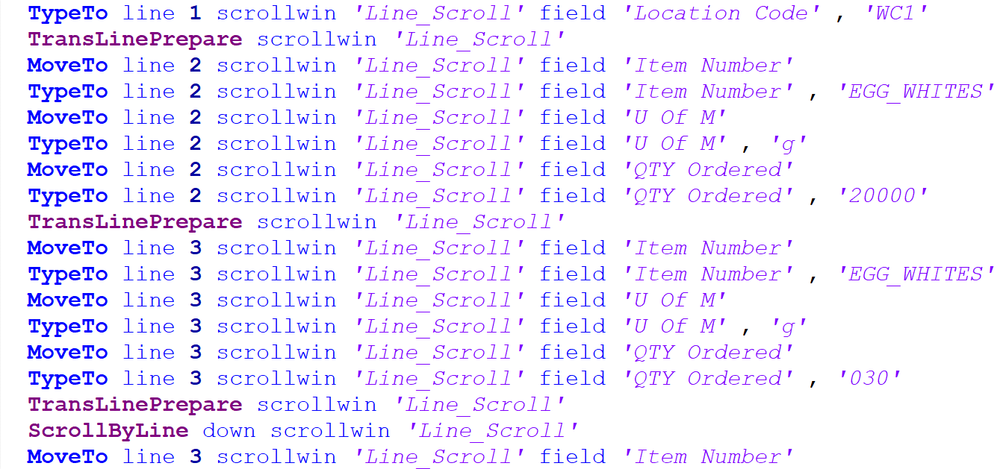 TypeTo line 1 scrollwin 'Line_Scroll' field 'Location Code' , 'WC1'
TransLinePrepare scrollwin 'Line_Scroll'
MoveTo line 2 scrollwin 'Line_Scroll' field 'Item Number'
TypeTo line 2 scrollwin 'Line_Scroll' field 'Item Number' , 'EGG_WHITES'
MoveTo line 2 scrollwin 'Line_Scroll' field 'U Of M'
TypeTo line 2 scrollwin 'Line_Scroll' field 'U Of M' , 'g'
MoveTo line 2 scrollwin 'Line_Scroll' field 'QTY Ordered'
TypeTo line 2 scrollwin 'Line_Scroll' field 'QTY Ordered' , '20000'
TransLinePrepare scrollwin 'Line_Scroll'
MoveTo line 3 scrollwin 'Line_Scroll' field 'Item Number'
TypeTo line 3 scrollwin 'Line_Scroll' field 'Item Number' , 'EGG_WHITES'
MoveTo line 3 scrollwin 'Line_Scroll' field 'U Of M'
TypeTo line 3 scrollwin 'Line_Scroll' field 'U Of M' , 'g'
MoveTo line 3 scrollwin 'Line_Scroll' field 'QTY Ordered'
TypeTo line 3 scrollwin 'Line_Scroll' field 'QTY Ordered' , '030'
TransLinePrepare scrollwin 'Line_Scroll'
ScrollByLine down scrollwin 'Line_Scroll'
MoveTo line 3 scrollwin 'Line_Scroll' field 'Item Number'